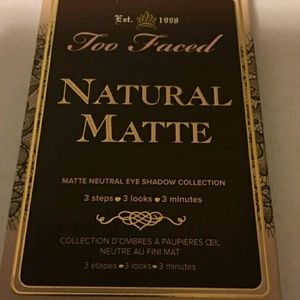 Est. 1998
Too Faced
NATURAL
MATTE
MATTE NEUTRAL EYE SHADOW COLLECTION
3 steps 3 looks 3 minutes
COLLECTION D'OMBRES A PAUPIÈRES ŒIL
NEUTRE AU FINI MAT
3 étapes 3 looks 3 minutes